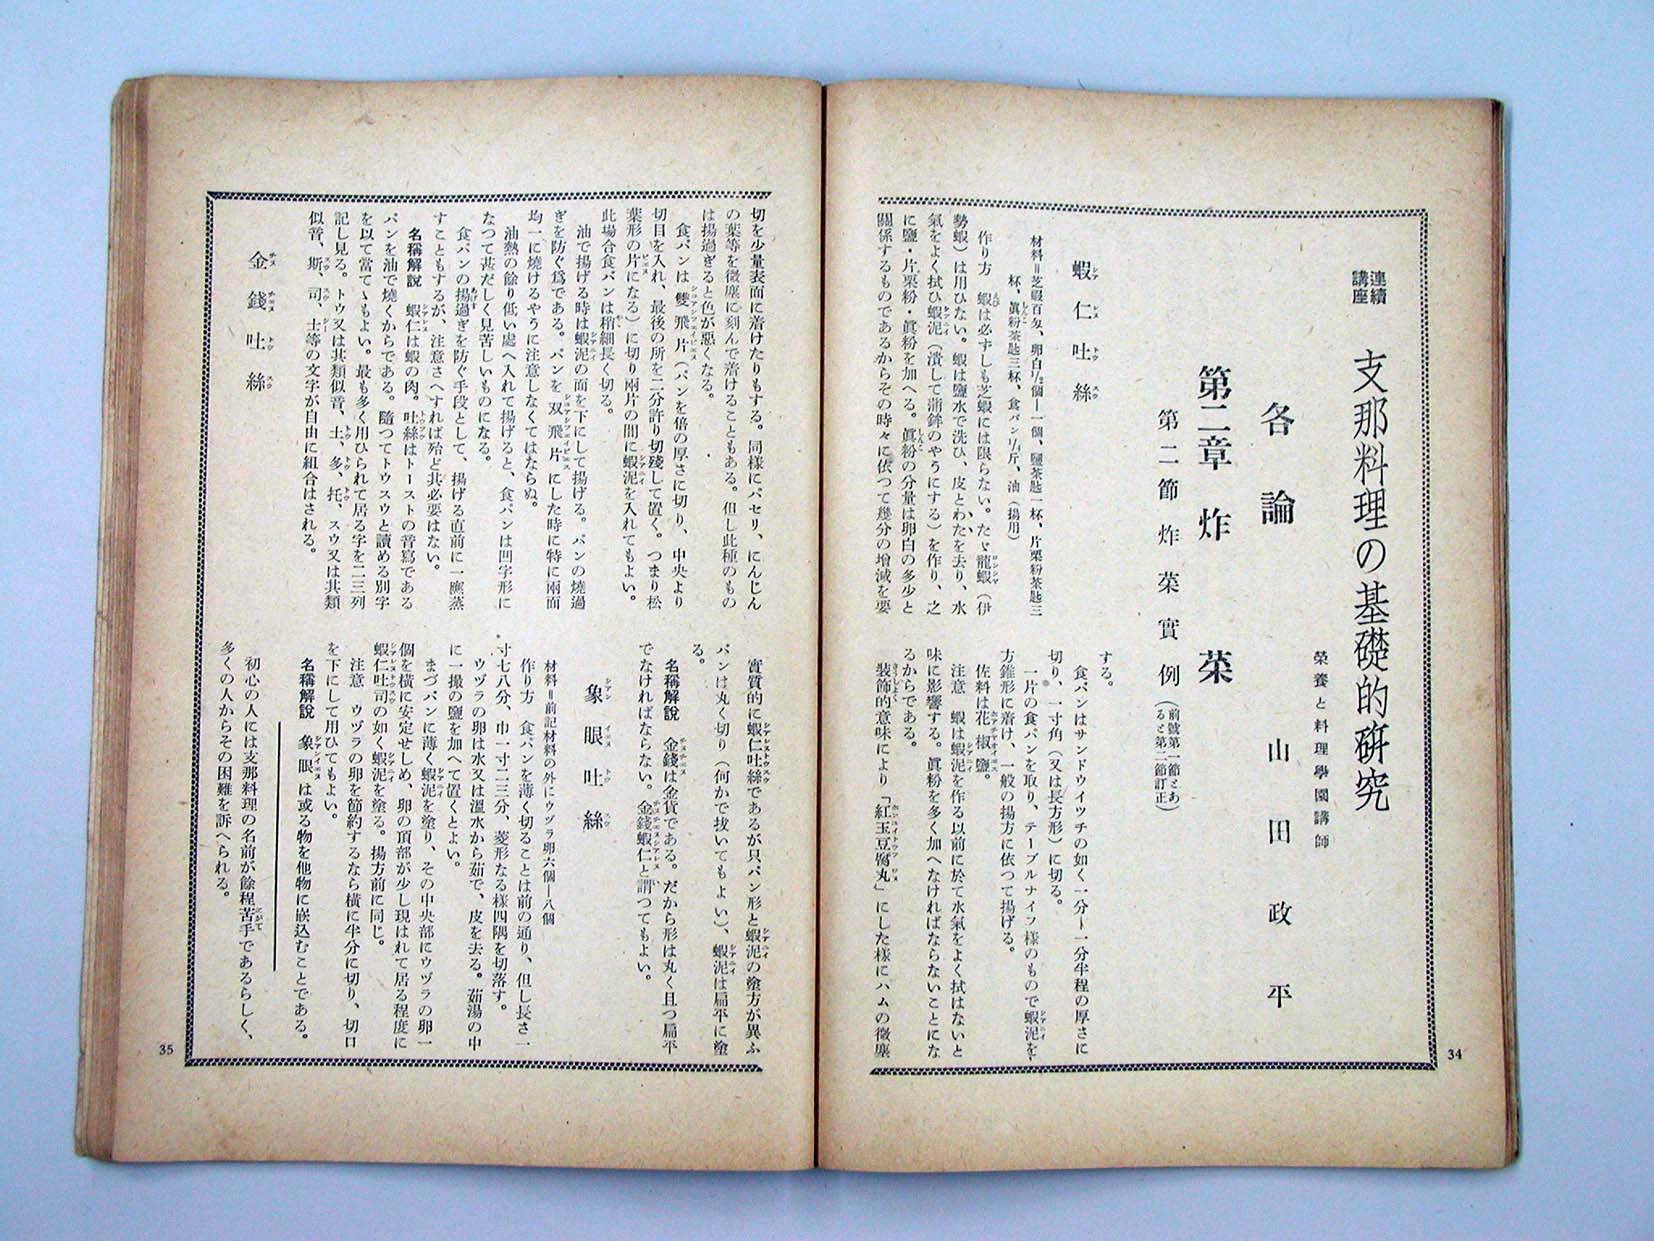 連續
講座
支那料理の基礎的硏究
榮養と料理學園講師
山田政平
各論
第二章 炸菜
第二節 炸菜實例(前號第一節とあると第二節訂正)
蝦仁吐絲
材料＝芝蝦百匁、卵白1/2個―一個、鹽茶匙一杯、片栗粉茶匙三
杯、眞粉茶匙三杯、食パン1/2斤、油(揚用)
作り方 蝦は必ずしも芝蝦には限らない。たゞ龍蝦(伊
勢蝦)は用ひない。蝦は鹽水で洗ひ、皮とわたを去り、水
氣をよく拭ひ蝦泥(潰して蒲鉾のやうにする)を作り、之
に鹽・片栗粉・眞粉を加へる。眞粉の分量は卵白の多少と
關係するものであるからその時々に依つて幾分の增減を要
する。
食パンはサンドウイツチの如く一分―一分半程の厚さに
切り、一寸角(又は長方形)に切る。
一片の食パンを取り、テーブルナイフ樣のもので蝦泥を
方錐形に着け、一般の揚方に依つて揚げる。
佐料は花椒鹽。
注意 蝦は蝦泥を作る以前に於て水氣をよく拭はないと
味に影響する。眞粉を多く加へなければならないことにな
るからである。
裝飾的意味により「紅玉豆腐丸」にした樣にハムの微塵
34
切を少量表面に着けたりもする。同樣にパセリ、にんじん
の葉等を微塵に刻んで着けることもある。但し此種のもの
は揚過ぎると色が惡くなる。
食パンは雙飛片(パンを倍の厚さに切り、中央より
切目を入れ、最後の所を二分許り切殘して置く。つまり松
葉形の片になる)に切り兩片の間に蝦泥を入れてもよい。
此場合食パンは稍細長く切る。
油で揚げる時は蝦泥の面を下にして揚げる。パンの燒過
ぎを防ぐ爲である。パンを双飛片にした時に特に兩面
均一に燒けるやうに注意しなくてはならぬ。
油熱の餘り低い處へ入れて揚げると、食パンは凹字形に
なつて甚だしく見苦しいものになる。
食パンの揚過ぎを防ぐ手段として、揚げる直前に一應蒸
すこともするが、注意さへすれば殆ど其必要はない。
名稱解說 蝦仁は蝦の肉。吐絲はトーストの音寫である
パンを油で燒くからである。隨つてトウスウと讀める別字
を以て當てゝもよい。最も多く用ひられて居る字を二三列
記し見る。トウ又は其類似音、土、多、托、スウ又は其類
似音、斯、司、士等の文字が自由に組合はされる。
金錢吐絲
實質的に蝦仁吐絲であるが只パン形と蝦泥の塗方が異ふ
パンは丸く切り(何かで拔いてもよい)、蝦泥は扁平に塗
る。
名稱解說 金錢は金貨である。だから形は丸く且つ扁平
でなければならない。金錢蝦仁と謂つてもよい。
象眼吐絲
材料＝前記材料の外にウヅラ卵六個―八個
作り方 食パンを薄く切ることは前の通り、但し長さ一
寸七八分、巾一寸二三分、菱形なる樣四隅を切落す。
ウヅラの卵は水又は溫水から茹で、皮を去る。茹湯の中
に一撮の鹽を加へて置くとよい。
まづパンに薄く蝦泥を塗り、その中央部にウヅラの卵一
個を橫に安定せしめ、卵の頂部が少し現はれて居る程度に
蝦仁吐司の如く蝦泥を塗る。揚方前に同じ。
注意 ウヅラの卵を節約するなら橫に半分に切り、切口
を下にして用ひてもよい。
名稱解說 象眼は或る物を他物に嵌込むことである。
初心の人には支那料理の名前が餘程苦手であるらしく、
多くの人からその困難を訴へられる。
35